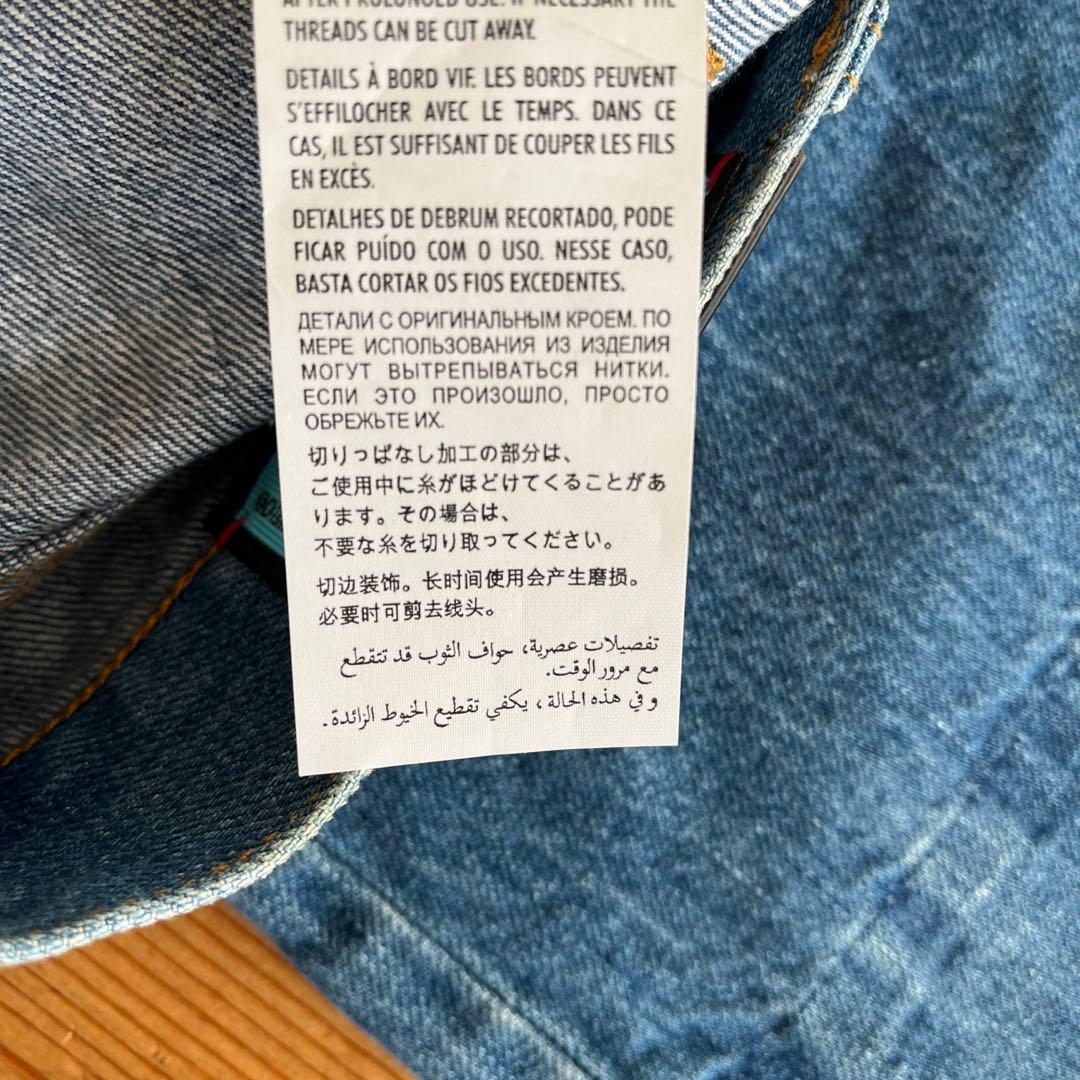 AFTER PROLONGED USE. IF NECESSARY THE
THREADS CAN BE CUT AWAY.
DETAILS À BORD VIF. LES BORDS PEUVENT
S'EFFILOCHER AVEC LE TEMPS. DANS CE
CAS, IL EST SUFFISANT DE COUPER LES FILS
EN EXCÈS.
DETALHES DE DEBRUM RECORTADO, PODE
FICAR PUÍDO COM O USO. NESSE CASO,
BASTA CORTAR OS FIOS EXCEDENTES.
ДЕТАЛИ С ОРИГИНАЛЬНЫМ КРОЕМ. ПО
МЕРЕ ИСПОЛЬЗОВАНИЯ ИЗ ИЗДЕЛИЯ
МОГУТ ВЫТРЕПЫВАТЬСЯ НИТКИ.
ЕСЛИ ЭТО ПРОИЗОШЛО, ПРОСТО
ОБРЕЖЬТЕ ИХ.
切りっぱなし加工の部分は、
ご使用中に糸がほどけてくることがあ
ります。その場合は、
不要な糸を切り取ってください。
切边装饰。长时间使用会产生磨损。
必要时可剪去线头。
تفصيلات عصرية، حواف الثوب قد تتقطع
مع مرور الوقت.
و في هذه الحالة ، يكفي تقطيع الخيوط الزائدة .